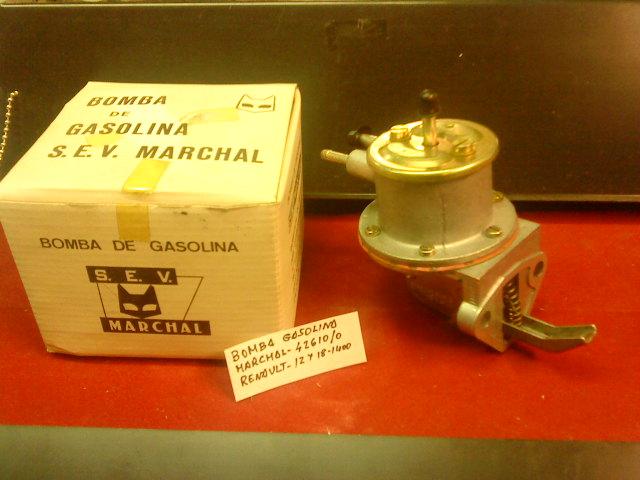 BOMBA
DE
GASOLINA
S.E.V. MARCHAL
BOMBA DE GASOLINA
S. E. V.
MARCHAL
BOMBA GASOLINA
MARCHAL-42610/0
RENAULT-12 Y 18-1400